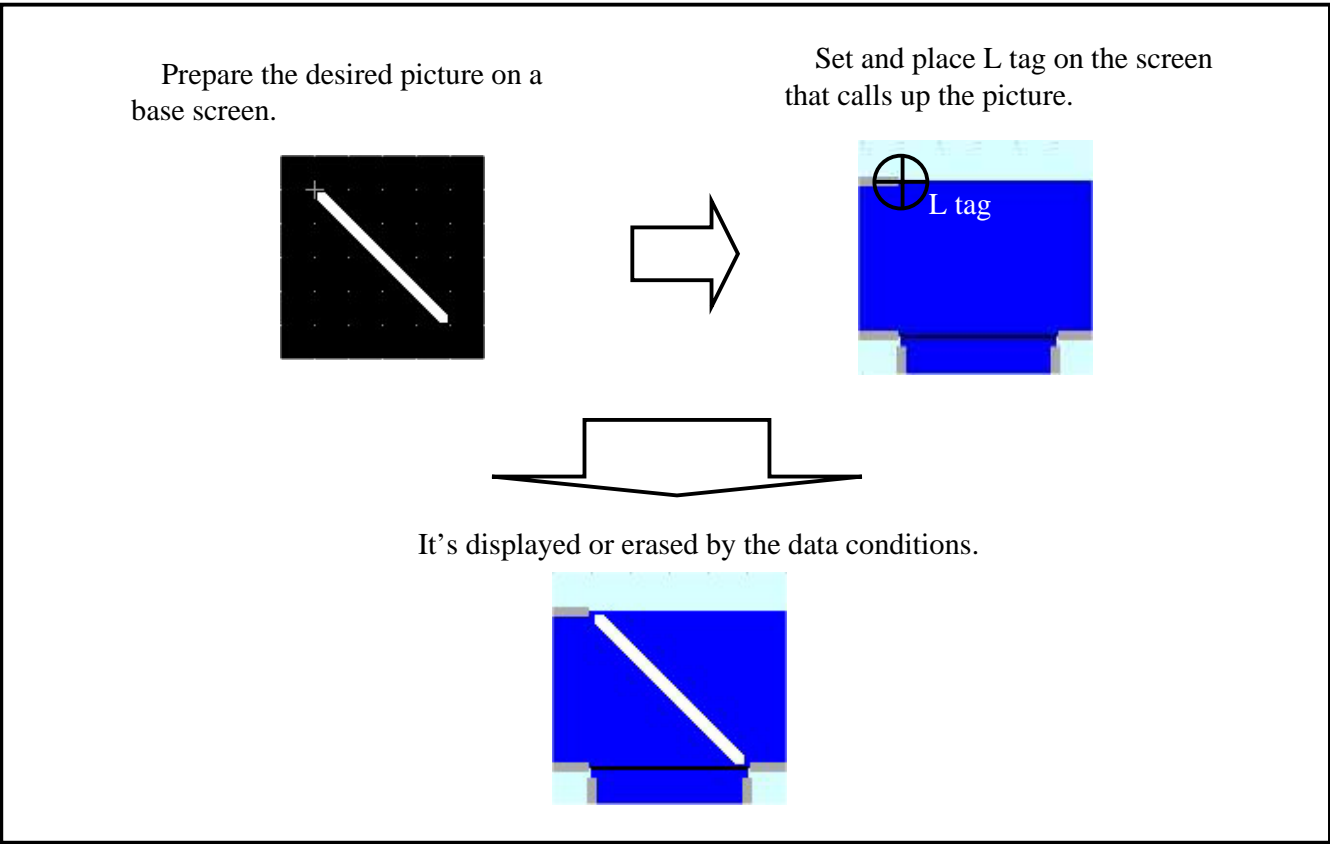 Prepare the desired picture on a
base screen.
Set and place L tag on the screen
that calls up the picture.
L tag
It’s displayed or erased by the data conditions.